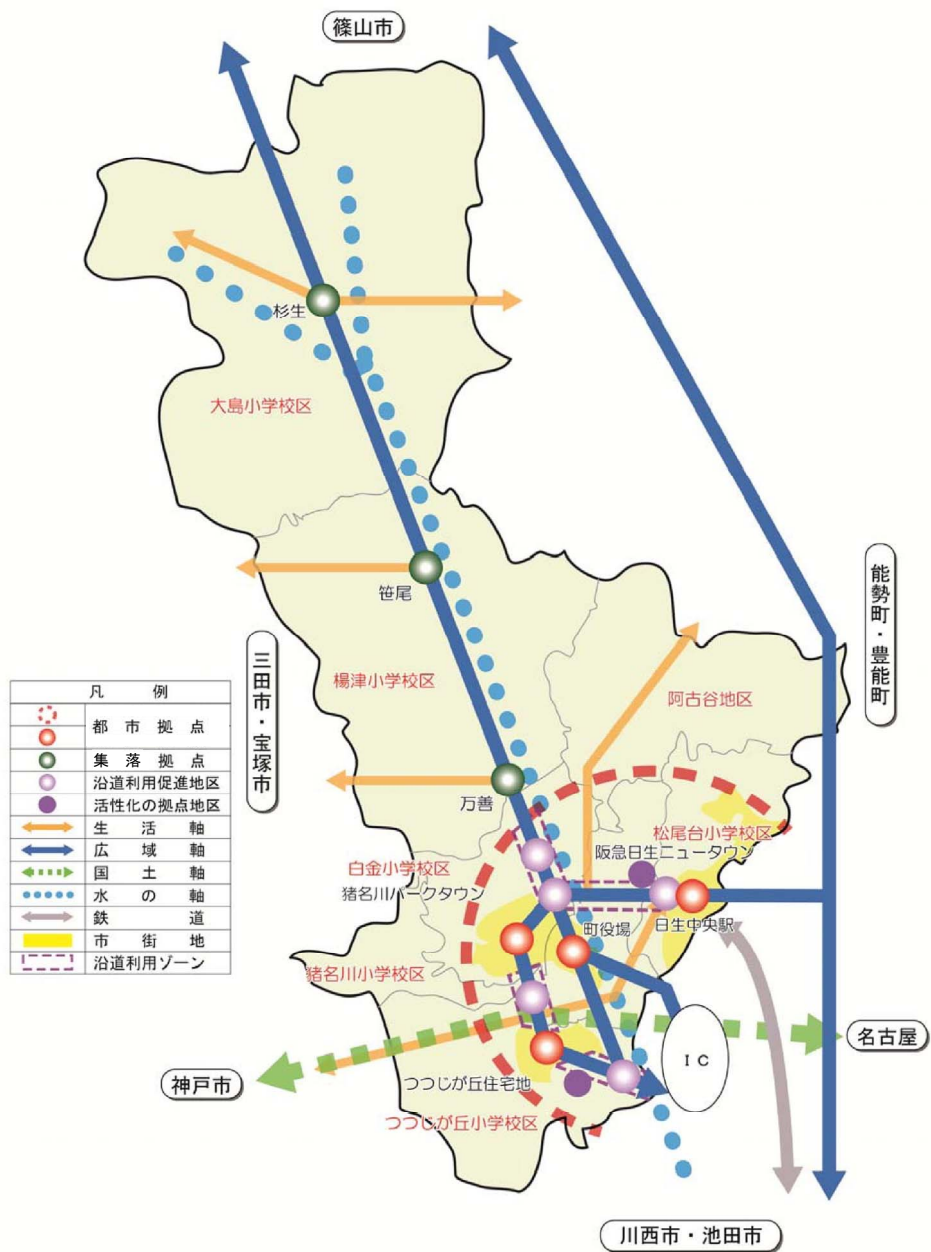 篠山市
杉生
大島小学校区
笹尾
能勢町・豊能町
三田市・宝塚市
楊津小学校区
阿古谷地区
凡例
都市拠点
集落拠点
沿道利用促進地区
活性化の拠点地区
生活軸
広域軸
国土軸
水の軸
鉄道
市街地
沿道利用ゾーン
万善
松尾台小学校区
阪急日生ニュータウン
白金小学校区
猪名川パークタウン
町役場
日生中央駅
猪名川小学校区
名古屋
IC
神戸市
つつじが丘住宅地
つつじが丘小学校区
川西市・池田市